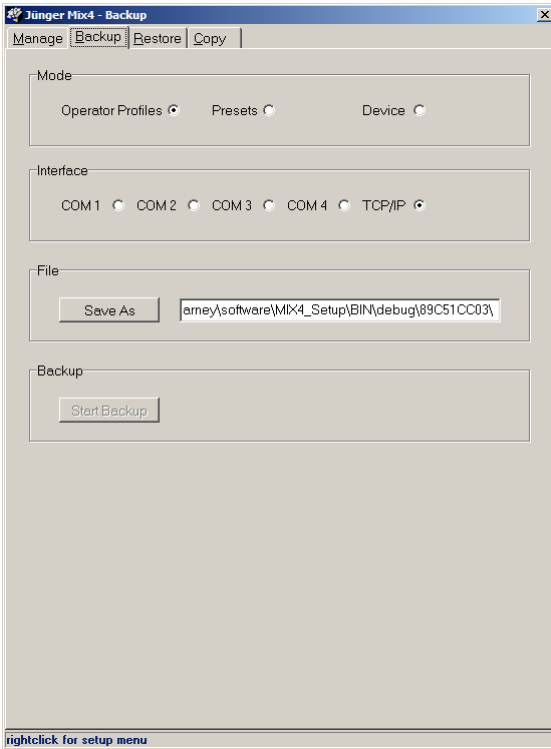 Jünger Mix4 - Backup
Manage Backup Restore Copy
Mode
Operator Profiles Presets Device
Interface
COM 1 COM 2 COM 3 COM 4 TCP/IP
File
Save As arney\software\MIX4_Setup\BIN\debug\89C51CC03\
Backup
Start Backup
rightclick for setup menu